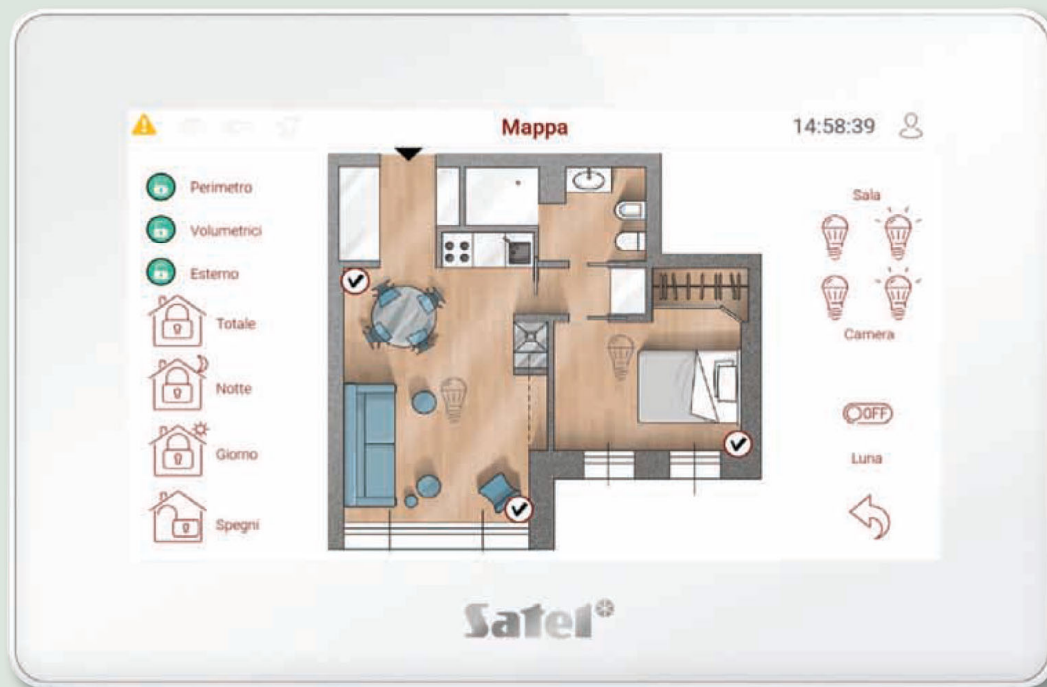 Mappa
14:58:39
Perimetro
Volumetrici
Esterno
Totale
Notte
Giorno
Spegni
Sala
Camera
OFF
Luna
Satel